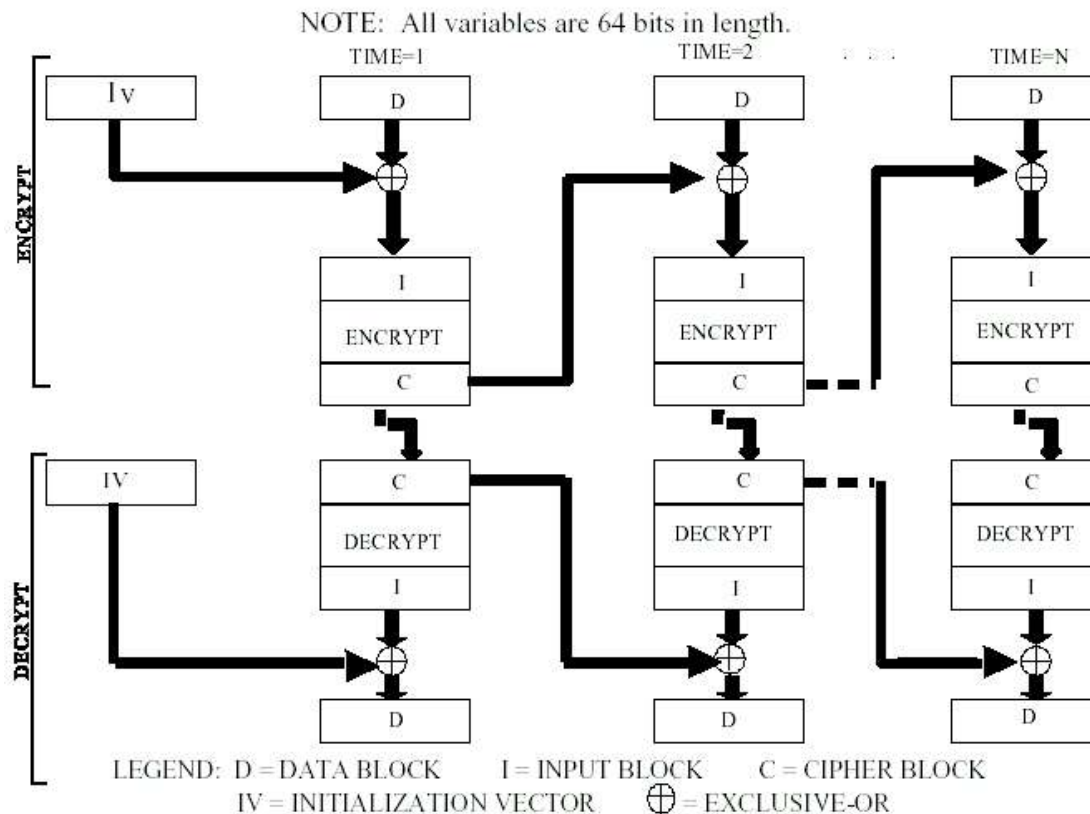 NOTE: All variables are 64 bits in length.
TIME=1 TIME=2 . . . TIME=N
IV D D D
ENCRYPT
I I I
ENCRYPT ENCRYPT ENCRYPT
C C C
IV C C C
DECRYPT DECRYPT DECRYPT
DECRYPT
I I I
D D D
LEGEND: D = DATA BLOCK I = INPUT BLOCK C = CIPHER BLOCK
IV = INITIALIZATION VECTOR ⊕ = EXCLUSIVE-OR